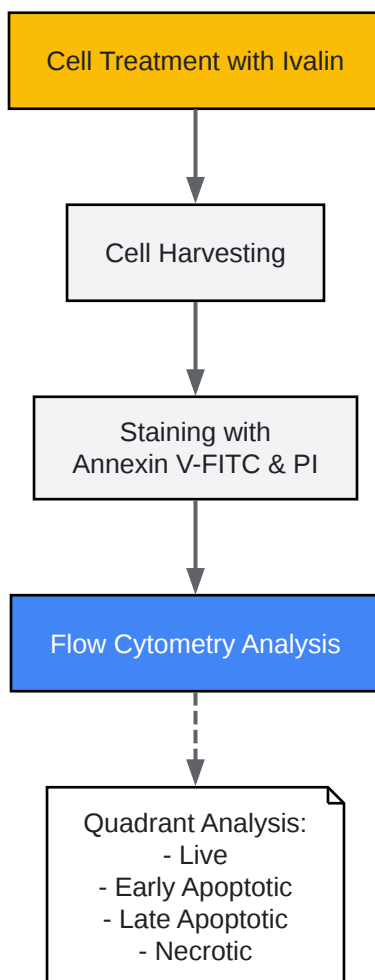 Cell Treatment with Ivalin
Cell Harvesting
Staining with
Annexin V-FITC & PI
Flow Cytometry Analysis
Quadrant Analysis:
- Live
- Early Apoptotic
- Late Apoptotic
- Necrotic